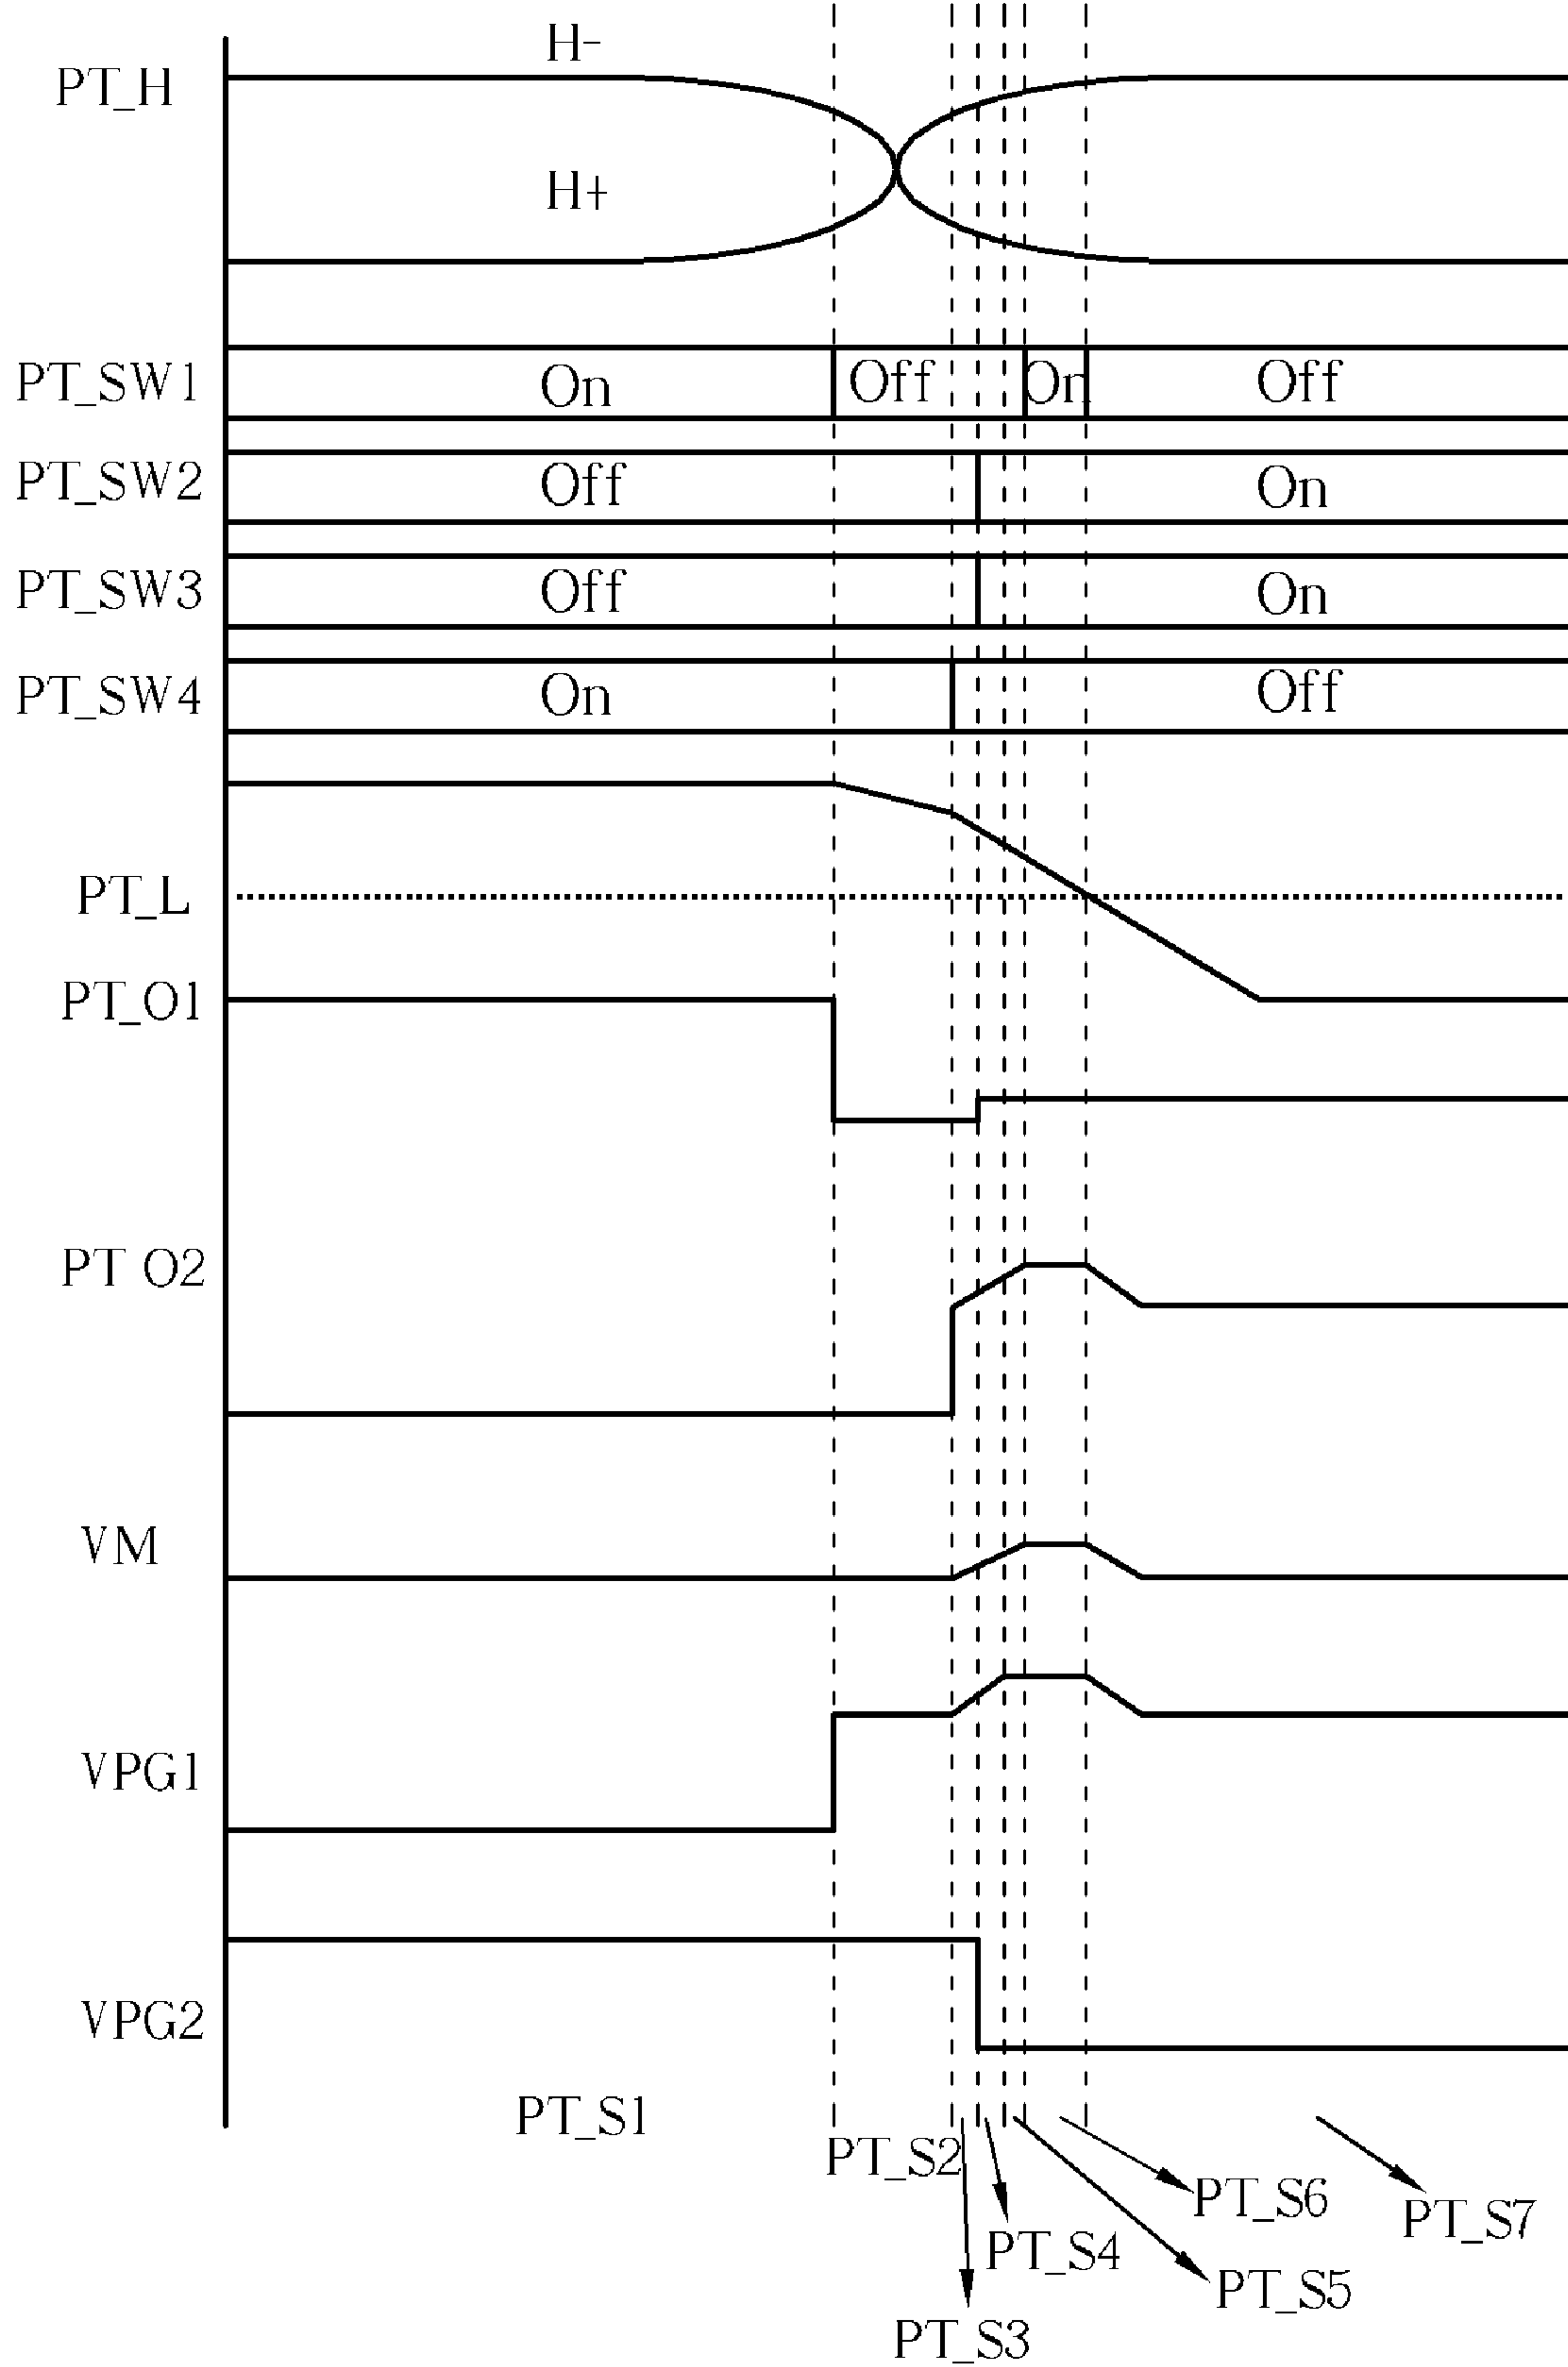 H-
PT_H
H+
PT_SW1 On Off On Off
PT_SW2 Off On
PT_SW3 Off On
PT_SW4 On Off
PT_L
PT_O1
PT O2
VM
VPG1
VPG2
PT_S1
PT_S2
PT_S6
PT_S7
PT_S4
PT_S5
PT_S3